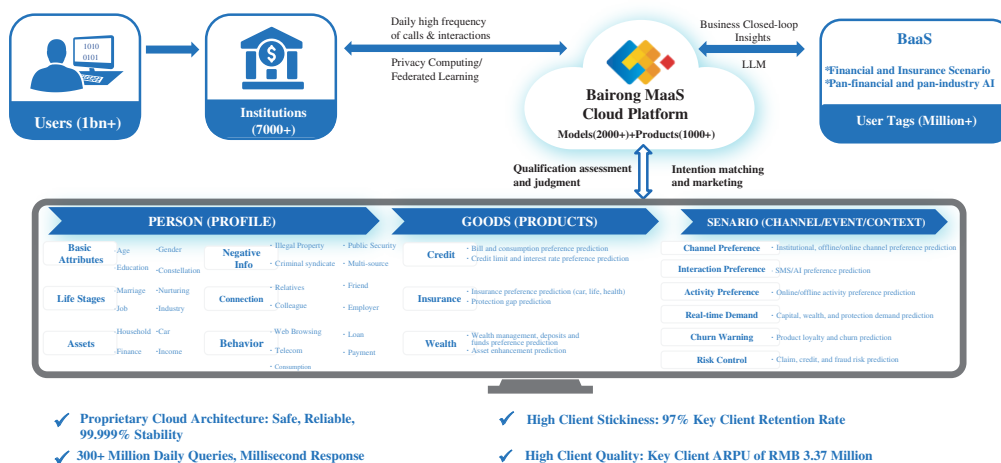 1010
0101
Users (1bn+)
Institutions
(7000+)
Daily high frequency
of calls & interactions
Privacy Computing/
Federated Learning
Bairong MaaS
Cloud Platform
Models(2000+)+Products(1000+)
Business Closed-loop
Insights
LLM
BaaS
*Financial and Insurance Scenario
*Pan-financial and pan-industry AI
User Tags (Million+)
Qualification assessment
and judgment
Intention matching
and marketing
PERSON (PROFILE)
Basic
Attributes
- Age
- Gender
- Education
- Constellation
Life Stages
- Marriage
- Nurturing
- Job
- Industry
Assets
- Household
- Car
- Finance
- Income
Negative
Info
- Illegal Property
- Public Security
- Criminal syndicate
- Multi-source
Connection
- Relatives
- Friend
- Colleague
- Employer
Behavior
- Web Browsing
- Loan
- Telecom
- Payment
- Consumption
GOODS (PRODUCTS)
Credit
- Bill and consumption preference prediction
- Credit limit and interest rate preference prediction
Insurance
- Insurance preference prediction (car, life, health)
- Protection gap prediction
Wealth
- Wealth management, deposits and
funds preference prediction
- Asset enhancement prediction
SENARIO (CHANNEL/EVENT/CONTEXT)
Channel Preference
- Institutional, offline/online channel preference prediction
Interaction Preference
- SMS/AI preference prediction
Activity Preference
- Online/offline activity preference prediction
Real-time Demand
- Capital, wealth, and protection demand prediction
Churn Warning
- Product loyalty and churn prediction
Risk Control
- Claim, credit, and fraud risk prediction
✓ Proprietary Cloud Architecture: Safe, Reliable,
99.999% Stability
✓ 300+ Million Daily Queries, Millisecond Response
✓ High Client Stickiness: 97% Key Client Retention Rate
✓ High Client Quality: Key Client ARPU of RMB 3.37 Million